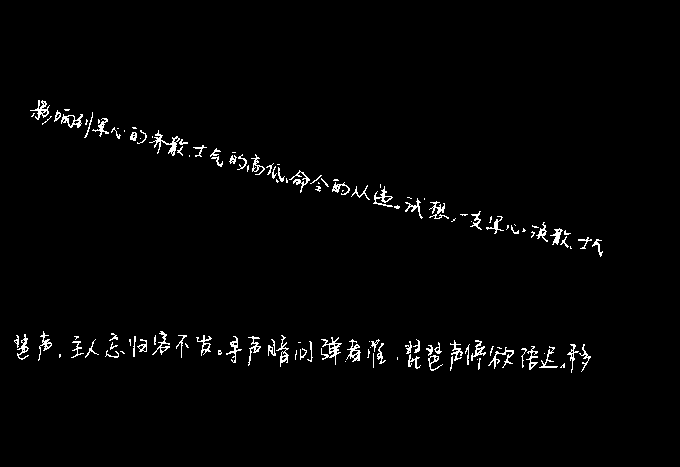 影响到军心的齐散、士气的高低、命令的从违。试想，一支军心涣散、士气
琶声，主人忘归客不发。寻声暗问弹者谁，琵琶声停欲语迟。移